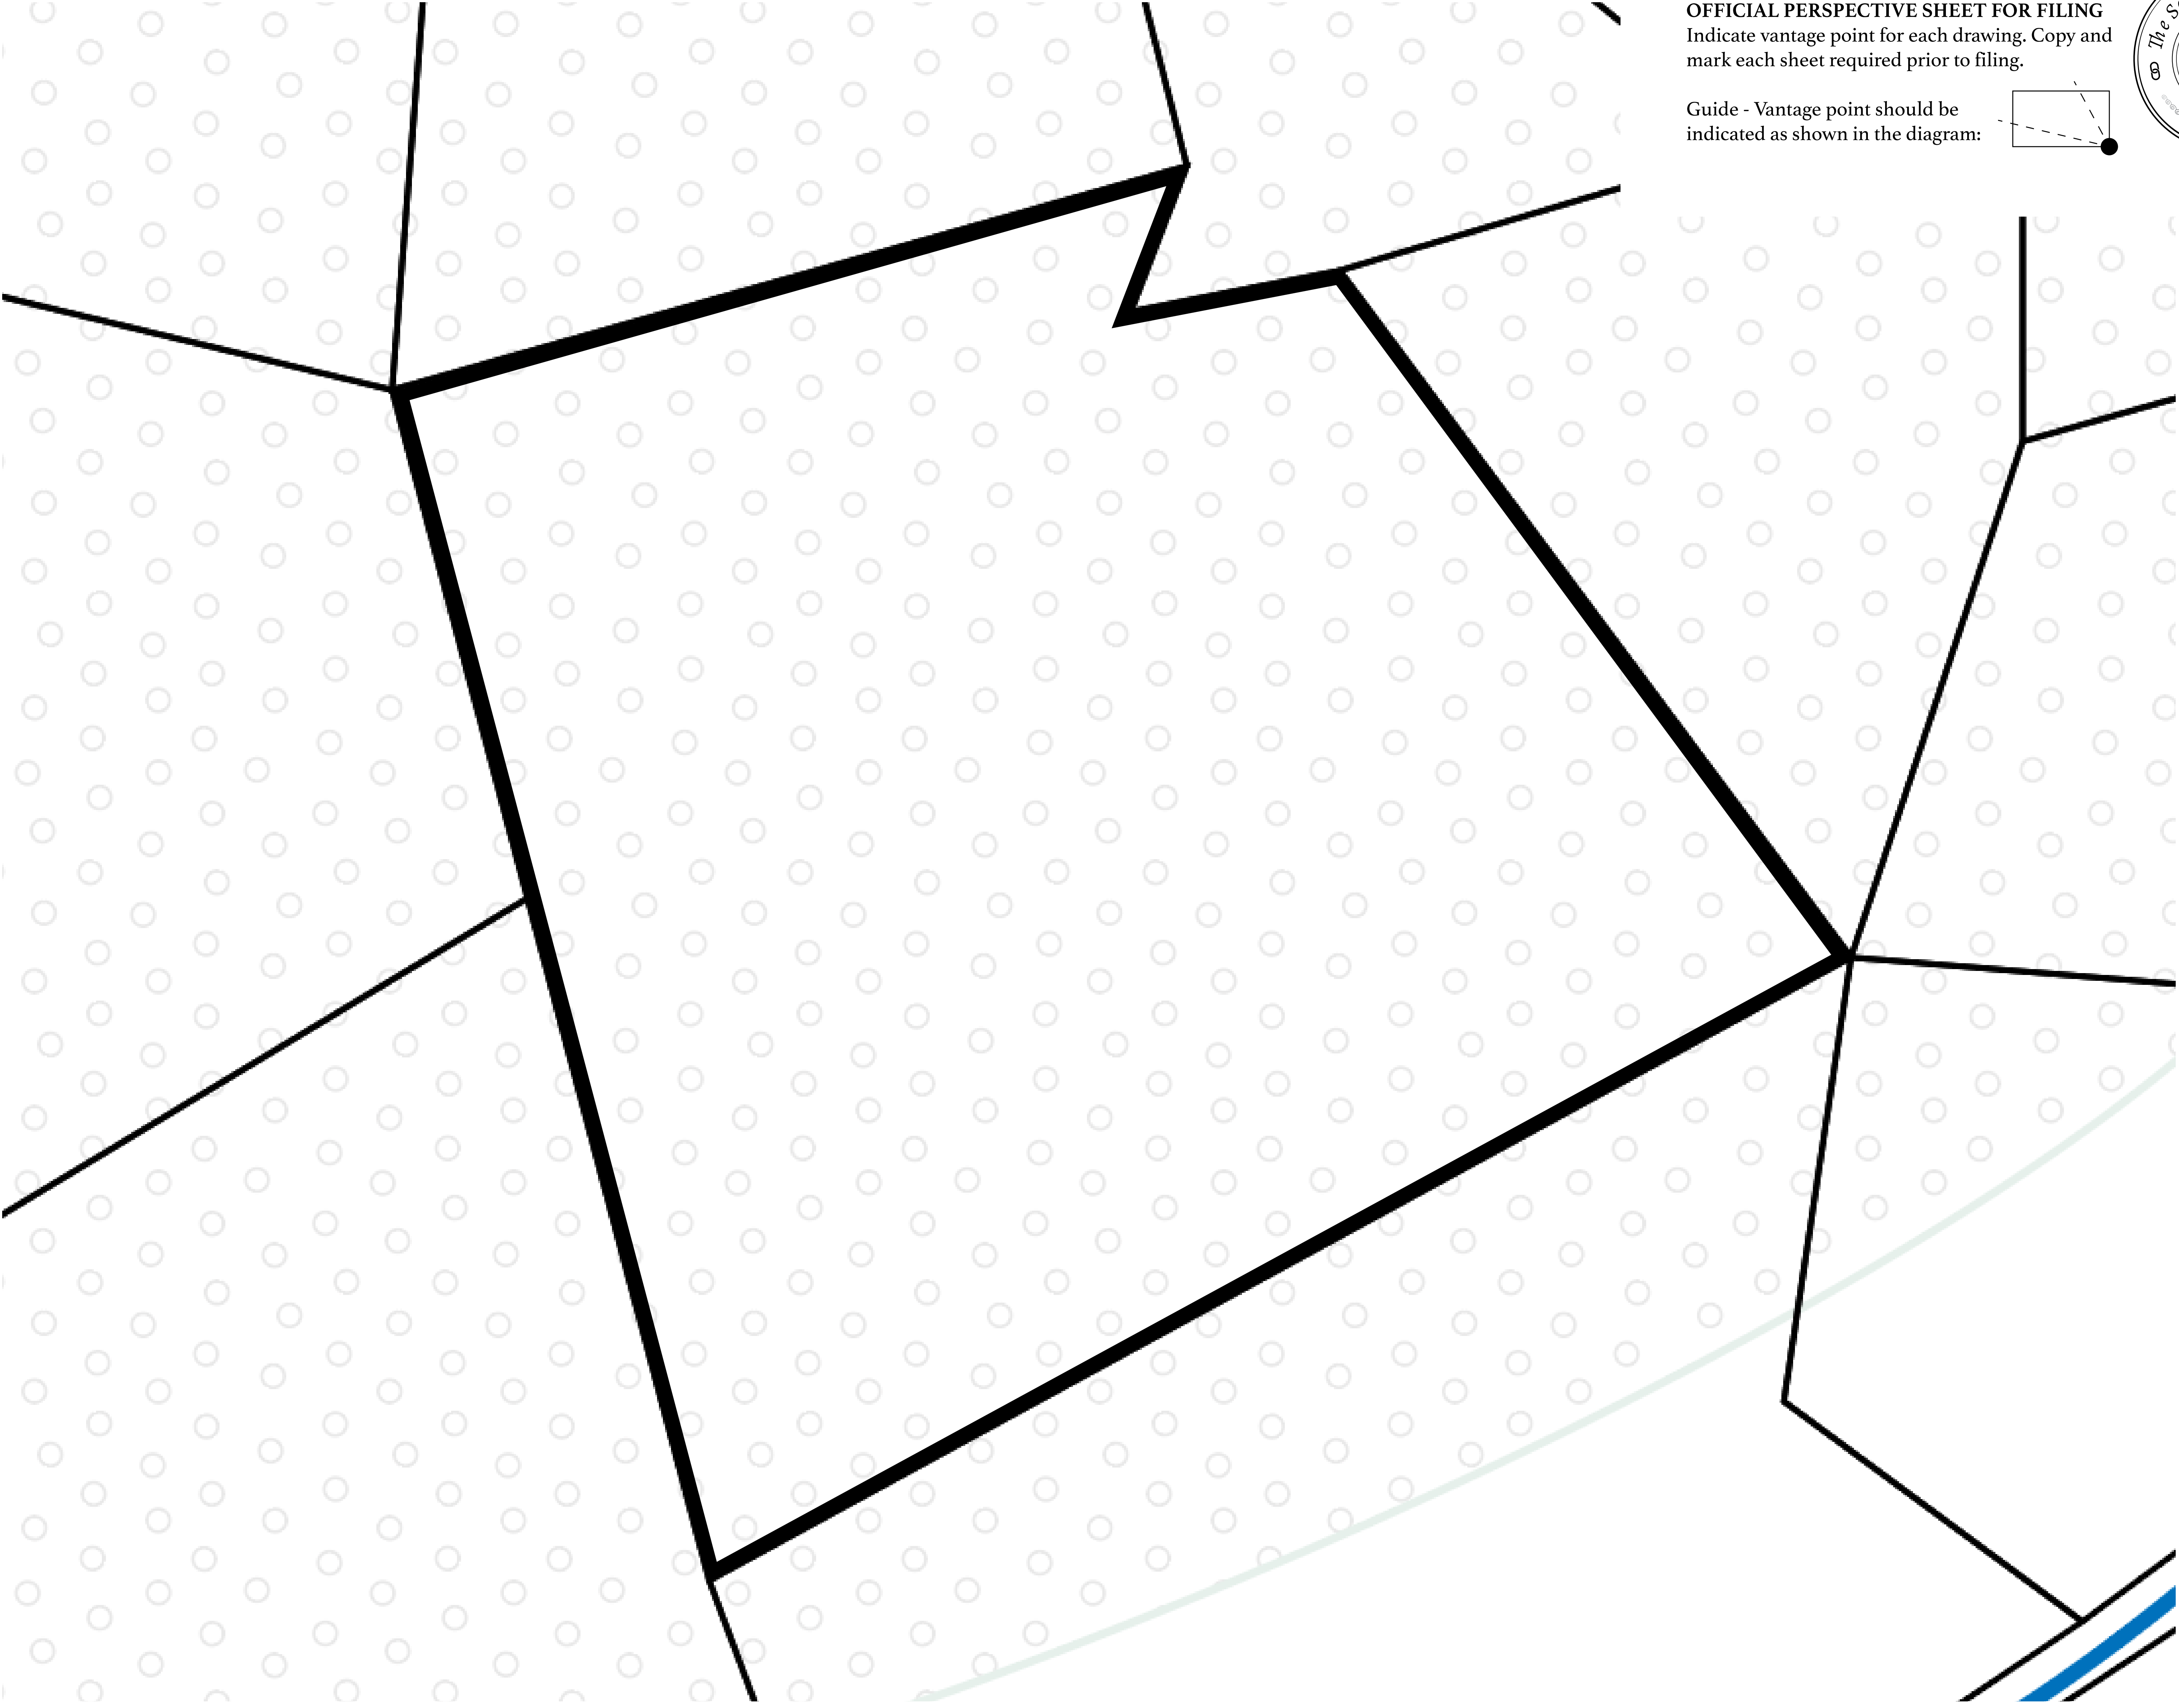 OFFICIAL PERSPECTIVE SHEET FOR FILING
Indicate vantage point for each drawing. Copy and
mark each sheet required prior to filing.
Guide - Vantage point should be
indicated as shown in the diagram:
The